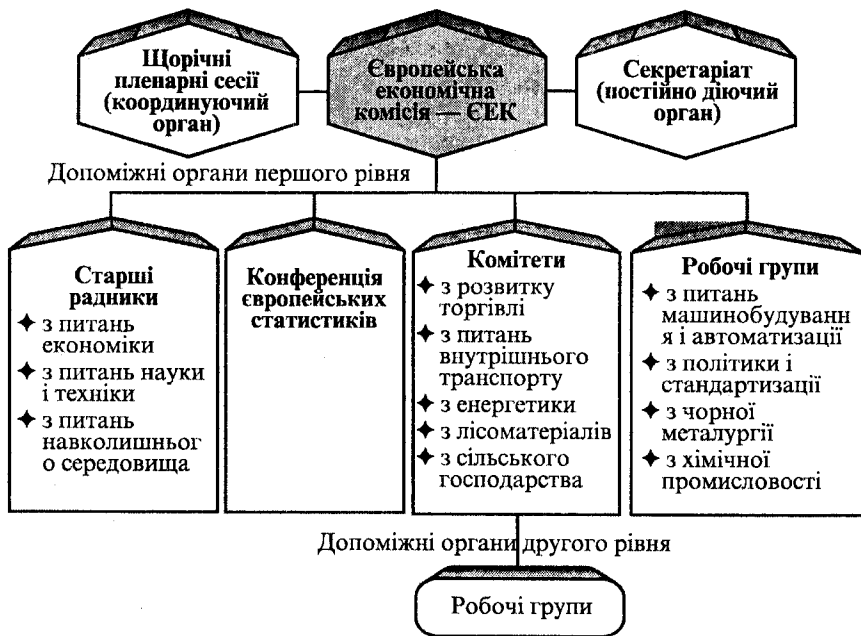 Щорічні
пленарні сесії
(координуючий
орган)
Європейська
економічна
комісія — ЄЕК
Секретаріат
(постійно діючий
орган)
Допоміжні органи першого рівня
Старші
радники
✦ з питань
економіки
✦ з питань науки
і техніки
✦ з питань
навколишньог
о середовища
Конференція
європейських
статистиків
Комітети
✦ з розвитку
торгівлі
✦ з питань
внутрішнього
транспорту
✦ з енергетики
✦ з лісоматеріалів
✦ з сільського
господарства
Робочі групи
✦ з питань
машинобудуванн
я і автоматизації
✦ з політики і
стандартизації
✦ з чорної
металургії
✦ з хімічної
промисловості
Допоміжні органи другого рівня
Робочі групи